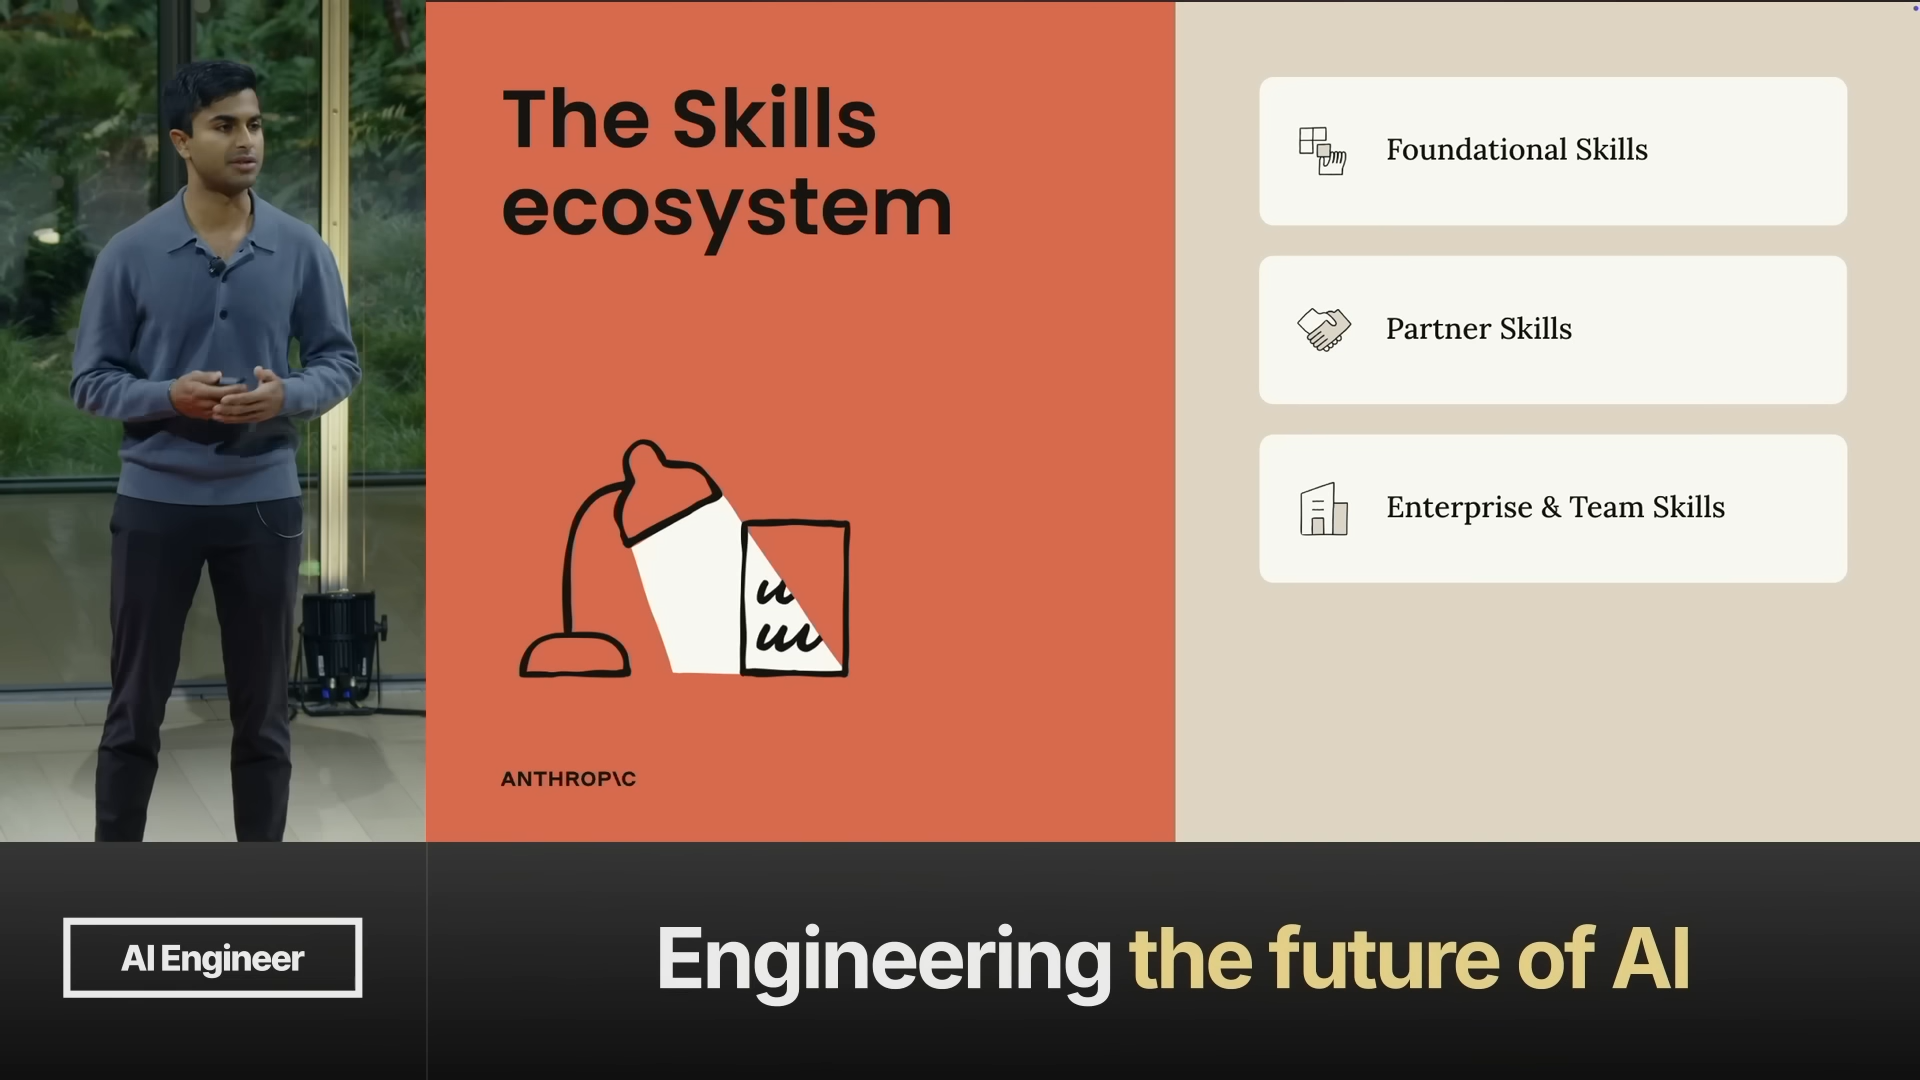 The Skills
ecosystem
ANTHROP\C
Foundational Skills
Partner Skills
Enterprise & Team Skills
AI Engineer
Engineering the future of AI